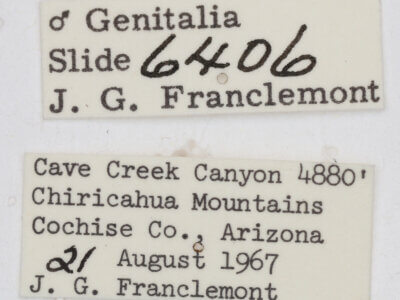 ♂ Genitalia
Slide 6406
J. G. Franclemont
Cave Creek Canyon 4880'
Chiricahua Mountains
Cochise Co., Arizona
21 August 1967
J. G. Franclemont